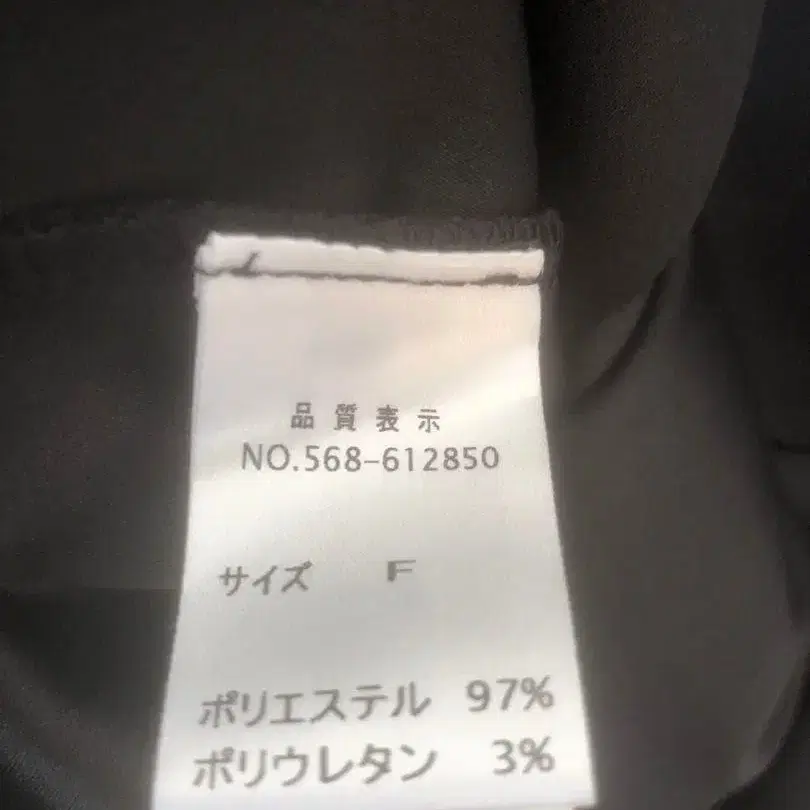 品質表示
NO.568-612850
サイズ F
ポリエステル 97%
ポリウレタン 3%